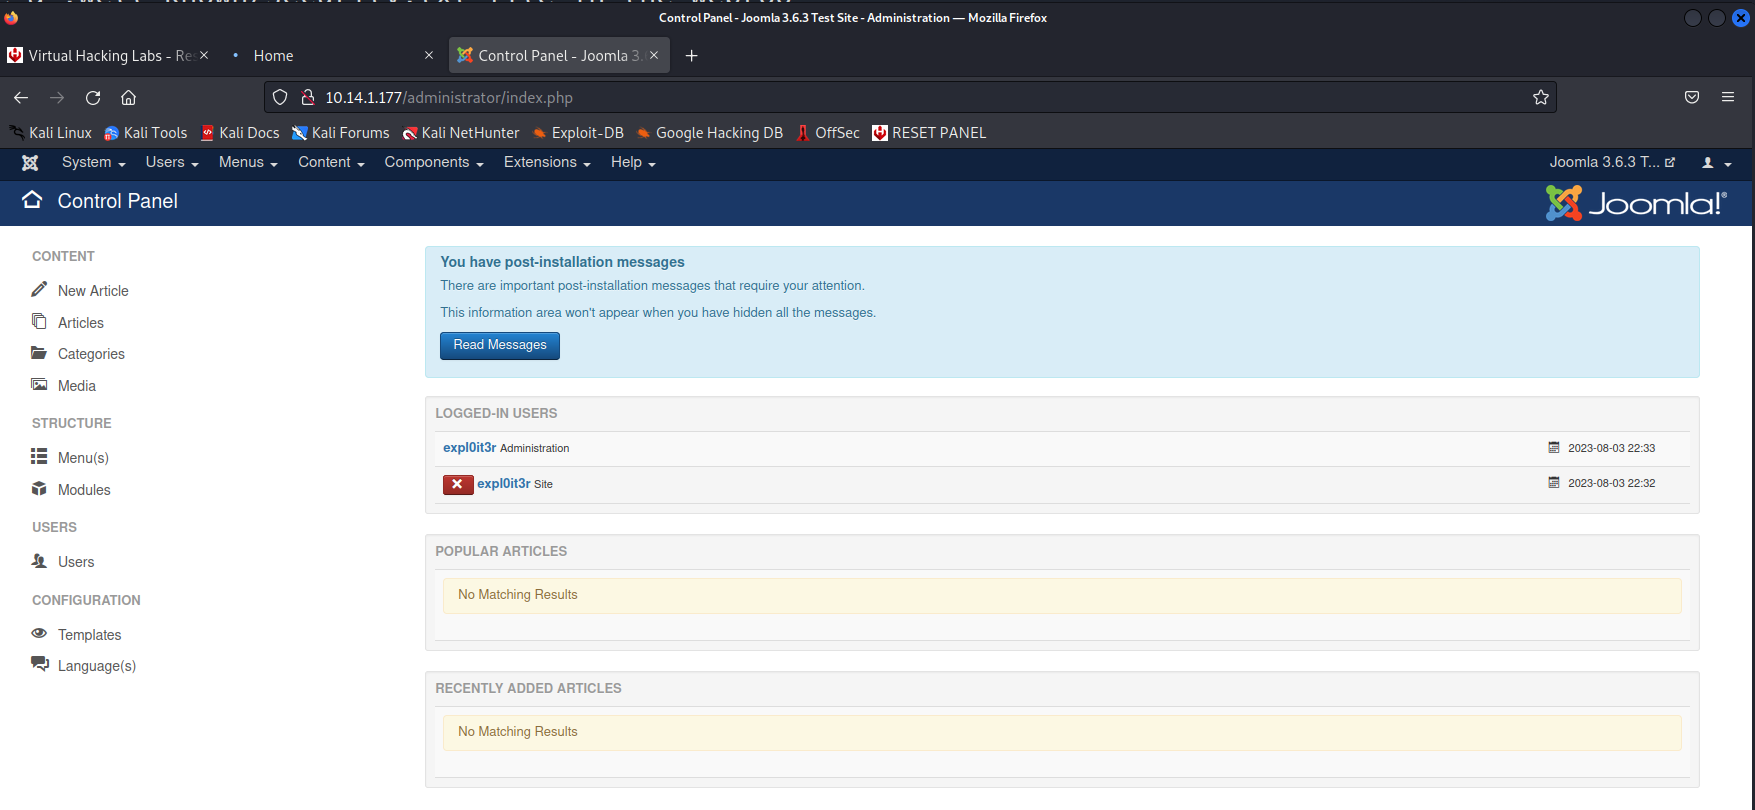 Control Panel - Joomla 3.6.3 Test Site - Administration — Mozilla Firefox
Virtual Hacking Labs - Res
Home
Control Panel - Joomla 3.
10.14.1.177/administrator/index.php
Kali Linux Kali Tools Kali Docs Kali Forums Kali NetHunter Exploit-DB Google Hacking DB OffSec RESET PANEL
System Users Menus Content Components Extensions Help Joomla 3.6.3 T...
Control Panel
Joomla!®
CONTENT
New Article
Articles
Categories
Media
STRUCTURE
Menu(s)
Modules
USERS
Users
CONFIGURATION
Templates
Language(s)
You have post-installation messages
There are important post-installation messages that require your attention.
This information area won't appear when you have hidden all the messages.
Read Messages
LOGGED-IN USERS
expl0it3r Administration 2023-08-03 22:33
expl0it3r Site 2023-08-03 22:32
POPULAR ARTICLES
No Matching Results
RECENTLY ADDED ARTICLES
No Matching Results